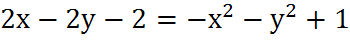 2x − 2y − 2 = −x² − y² + 1